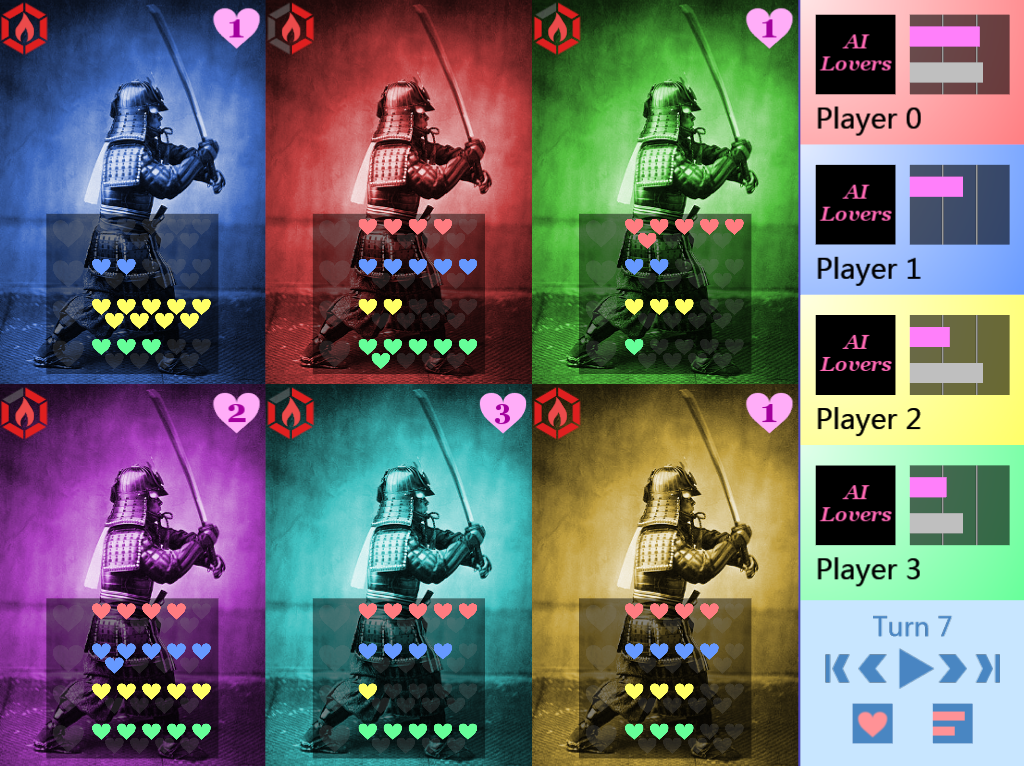 1
1
2
3
1
AI
Lovers
Player 0
AI
Lovers
Player 1
AI
Lovers
Player 2
AI
Lovers
Player 3
Turn 7